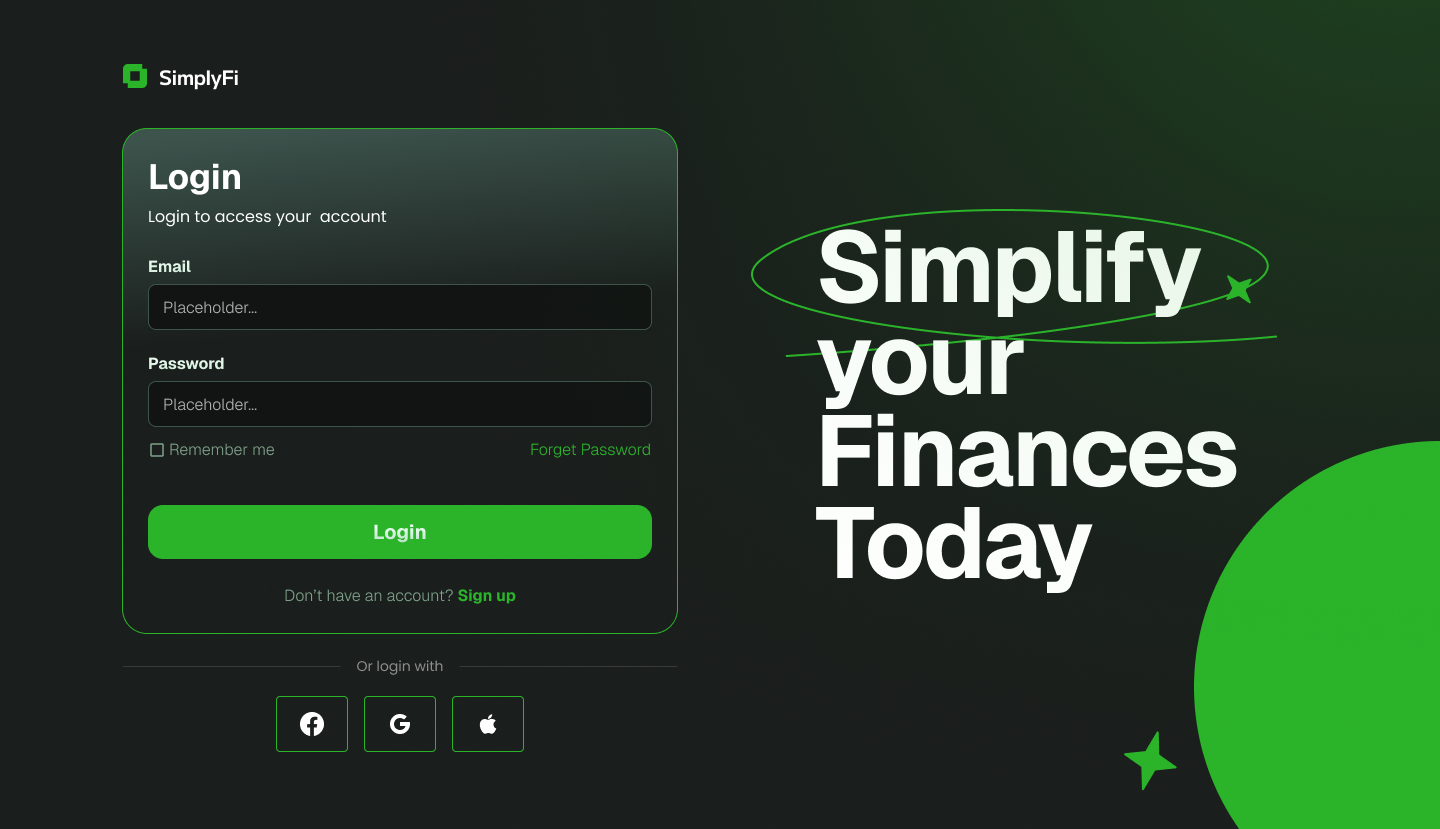 SimplyFi
Login
Login to access your  account
Email
Placeholder...
Password
Placeholder...
Remember me
Forget Password
Login
Don't have an account? Sign up
Or login with
Simplify
your
Finances
Today